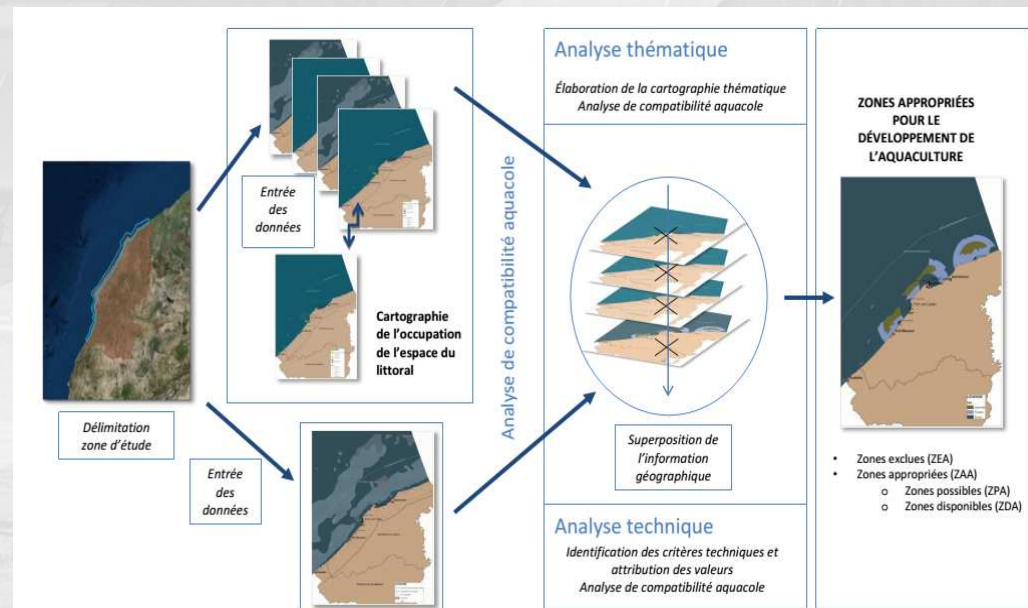 Délimitation
zone d’étude
Entrée
des
données
Cartographie
de l’occupation
de l’espace du
littoral
Entrée
des
données
Analyse de compatibilité aquacole
Analyse thématique
Élaboration de la cartographie thématique
Analyse de compatibilité aquacole
Superposition de
l’information
géographique
Analyse technique
Identification des critères techniques et
attribution des valeurs
Analyse de compatibilité aquacole
ZONES APPROPRIÉES
POUR LE
DÉVELOPPEMENT DE
L’AQUACULTURE
• Zones exclues (ZEA)
• Zones appropriées (ZAA)
o Zones possibles (ZPA)
o Zones disponibles (ZDA)